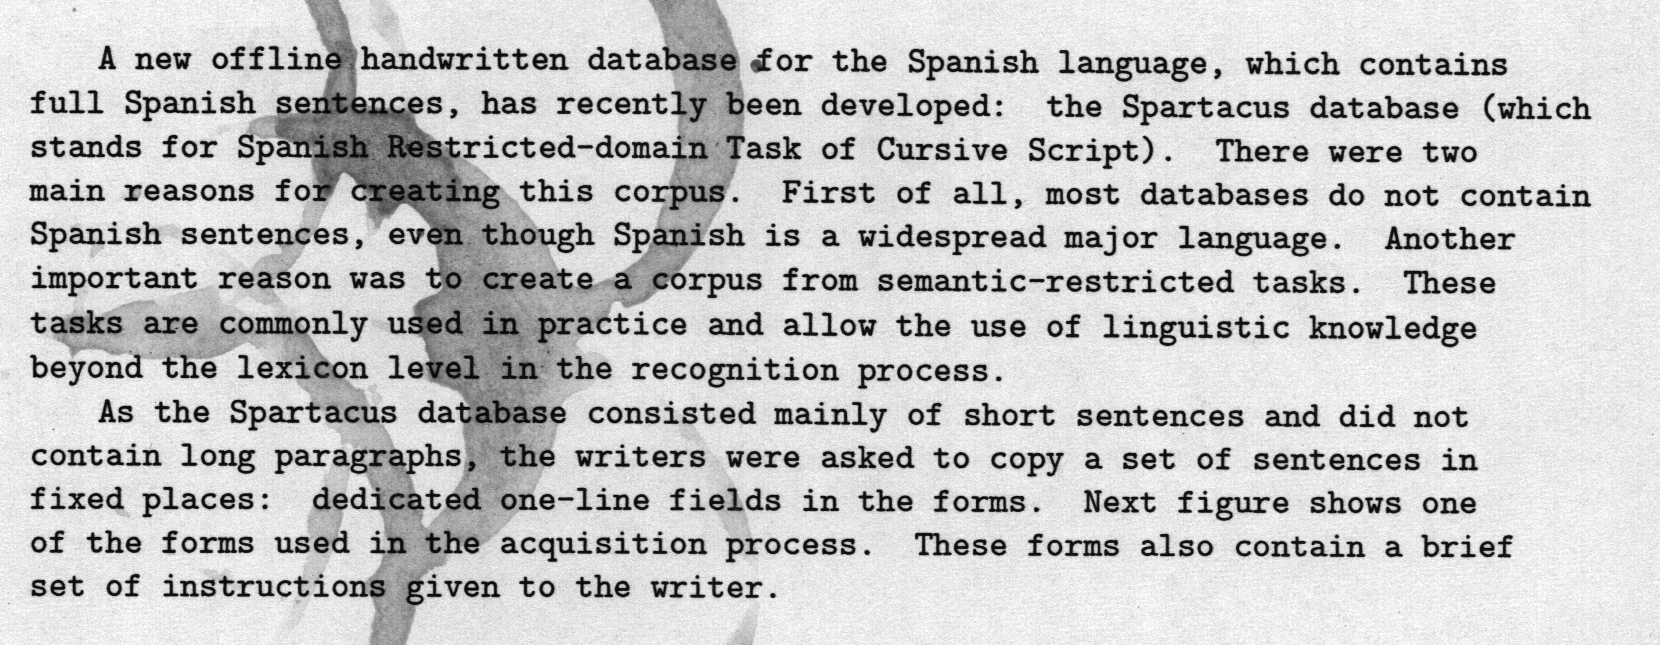 A new offline handwritten database for the Spanish language, which contains
full Spanish sentences, has recently been developed: the Spartacus database (which
stands for Spanish Restricted-domain Task of Cursive Script). There were two
main reasons for creating this corpus. First of all, most databases do not contain
Spanish sentences, even though Spanish is a widespread major language. Another
important reason was to create a corpus from semantic-restricted tasks. These
tasks are commonly used in practice and allow the use of linguistic knowledge
beyond the lexicon level in the recognition process.
As the Spartacus database consisted mainly of short sentences and did not
contain long paragraphs, the writers were asked to copy a set of sentences in
fixed places: dedicated one-line fields in the forms. Next figure shows one
of the forms used in the acquisition process. These forms also contain a brief
set of instructions given to the writer.